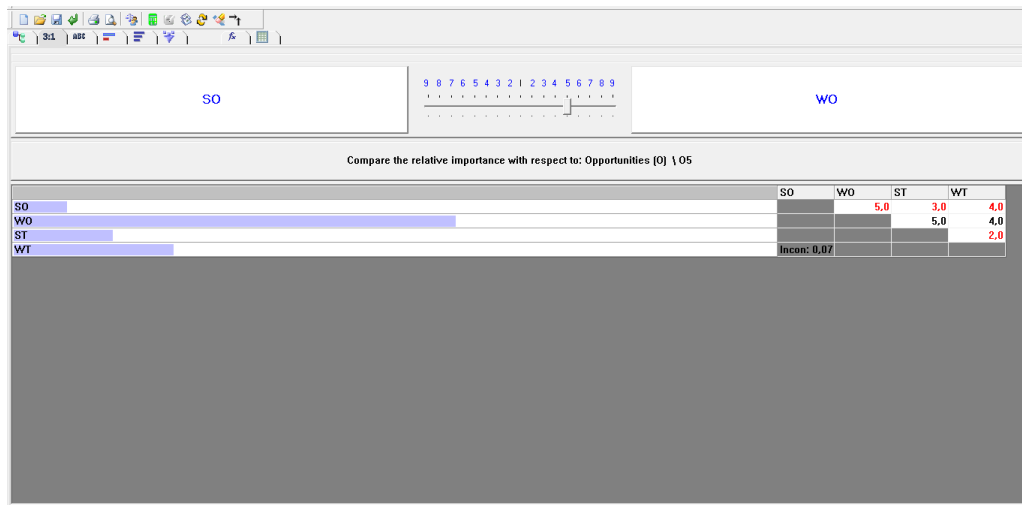 3:1 ABC fx
SO
9 8 7 6 5 4 3 2 1 2 3 4 5 6 7 8 9
WO
Compare the relative importance with respect to: Opportunities (O) \ O5
SO WO ST WT
SO 5,0 3,0 4,0
WO 5,0 4,0
ST 2,0
WT Incon: 0,07